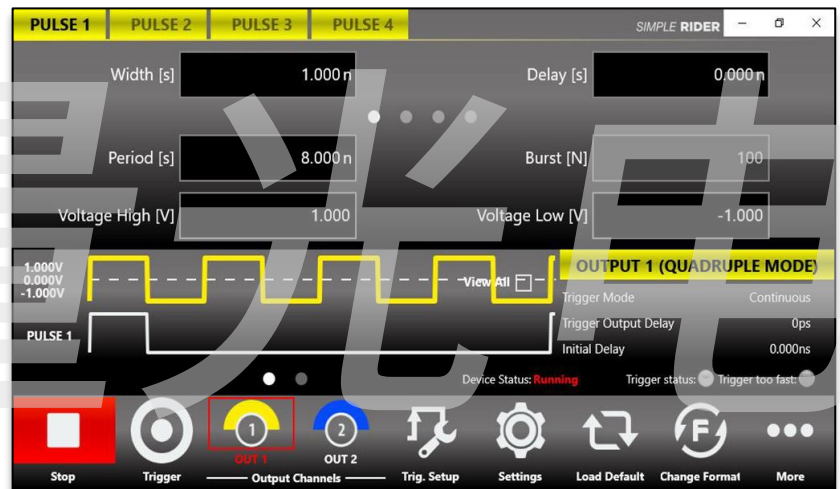 PULSE 1 PULSE 2 PULSE 3 PULSE 4 SIMPLE RIDER
Width [s] 1.000 n Delay [s] 0.000 n
Period [s] 8.000 n Burst [N] 100
Voltage High [V] 1.000 Voltage Low [V] -1.000
1.000V
0.000V
-1.000V
View All
PULSE 1
OUTPUT 1 (QUADRUPLE MODE)
Trigger Mode Continuous
Trigger Output Delay 0ps
Initial Delay 0.000ns
Device Status: Running Trigger status: Trigger too fast:
1 2 F
OUT 1 OUT 2
Stop Trigger Output Channels Trig. Setup Settings Load Default Change Format More
光电